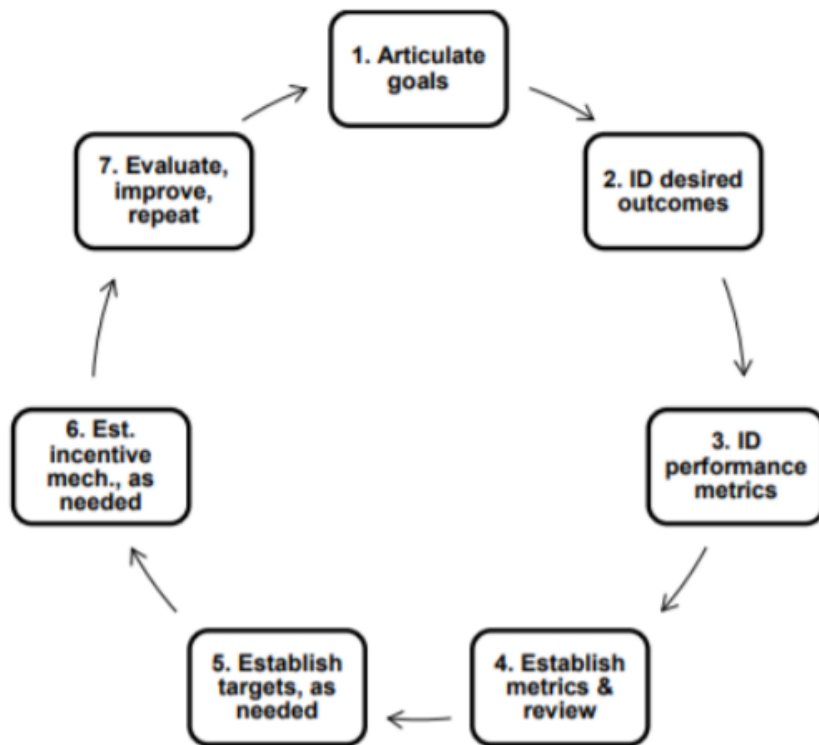 1. Articulate
goals
2. ID desired
outcomes
3. ID
performance
metrics
4. Establish
metrics &
review
5. Establish
targets, as
needed
6. Est.
incentive
mech., as
needed
7. Evaluate,
improve,
repeat